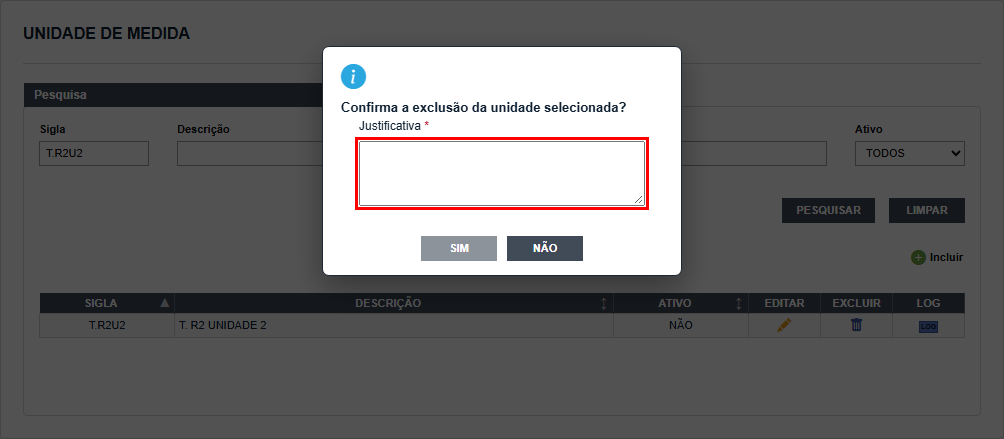 UNIDADE DE MEDIDA
i
Confirma a exclusão da unidade selecionada?
Justificativa *
SIM NÃO
Pesquisa
Sigla Descrição Ativo
T.R2U2 TODOS
PESQUISAR LIMPAR
Incluir
SIGLA DESCRIÇÃO ATIVO EDITAR EXCLUIR LOG
T.R2U2 T. R2 UNIDADE 2 NÃO LOG